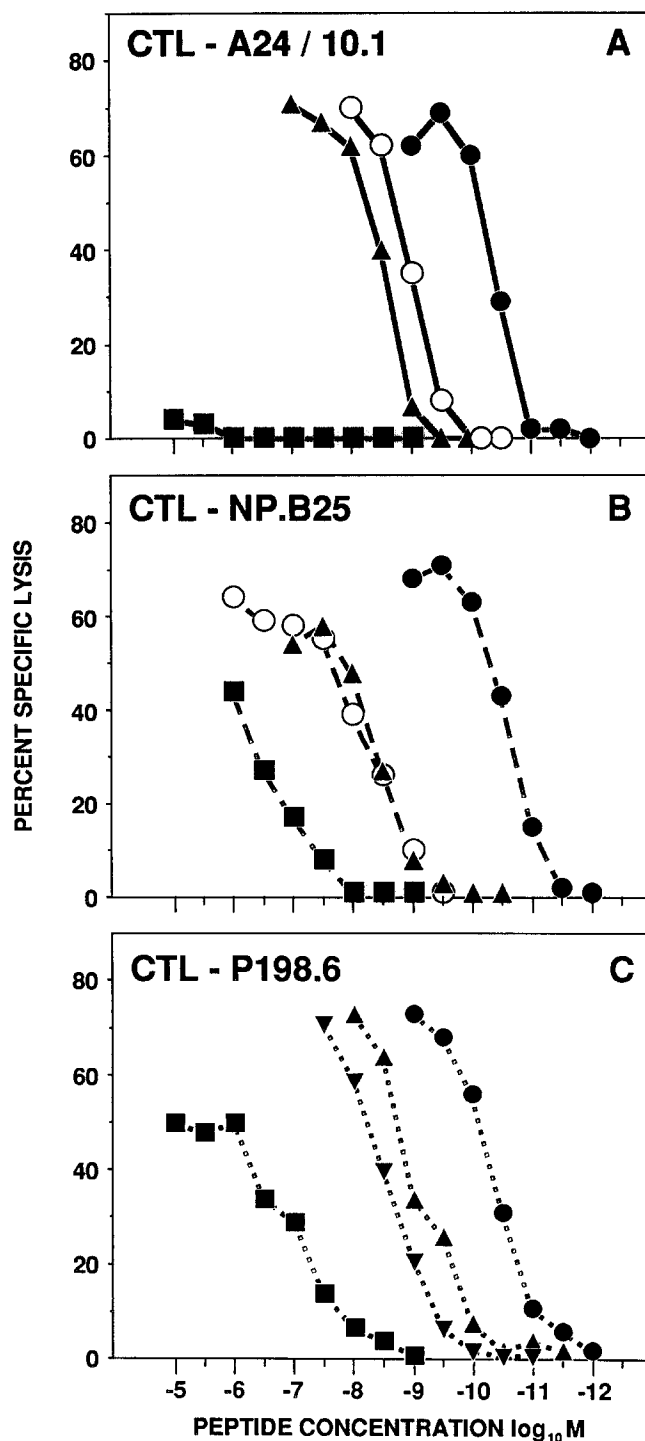 CTL - A24 / 10.1 A
80
60
40
20
0
CTL - NP.B25 B
80
60
40
20
0
CTL - P198.6 C
80
60
40
20
0
-5 -6 -7 -8 -9 -10 -11 -12
PERCENT SPECIFIC LYSIS
PEPTIDE CONCENTRATION log₁₀M